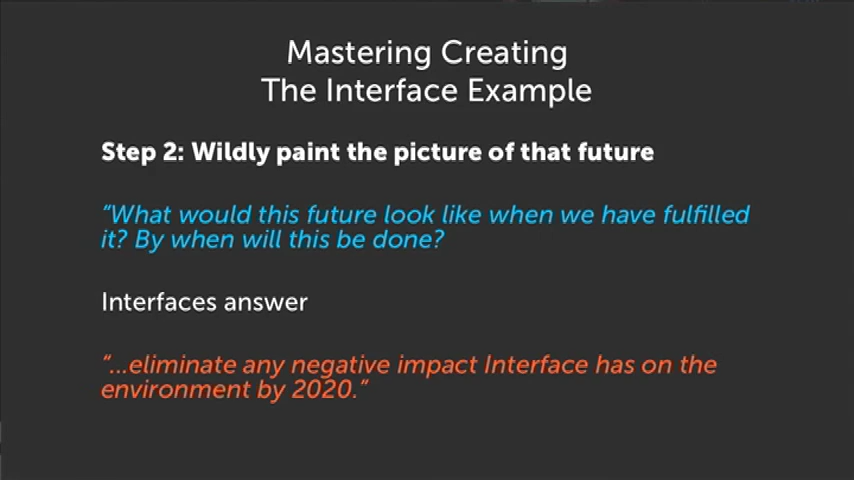 Mastering Creating
The Interface Example
Step 2: Wildly paint the picture of that future
“What would this future look like when we have fulfilled
it? By when will this be done?
Interfaces answer
“...eliminate any negative impact Interface has on the
environment by 2020.”